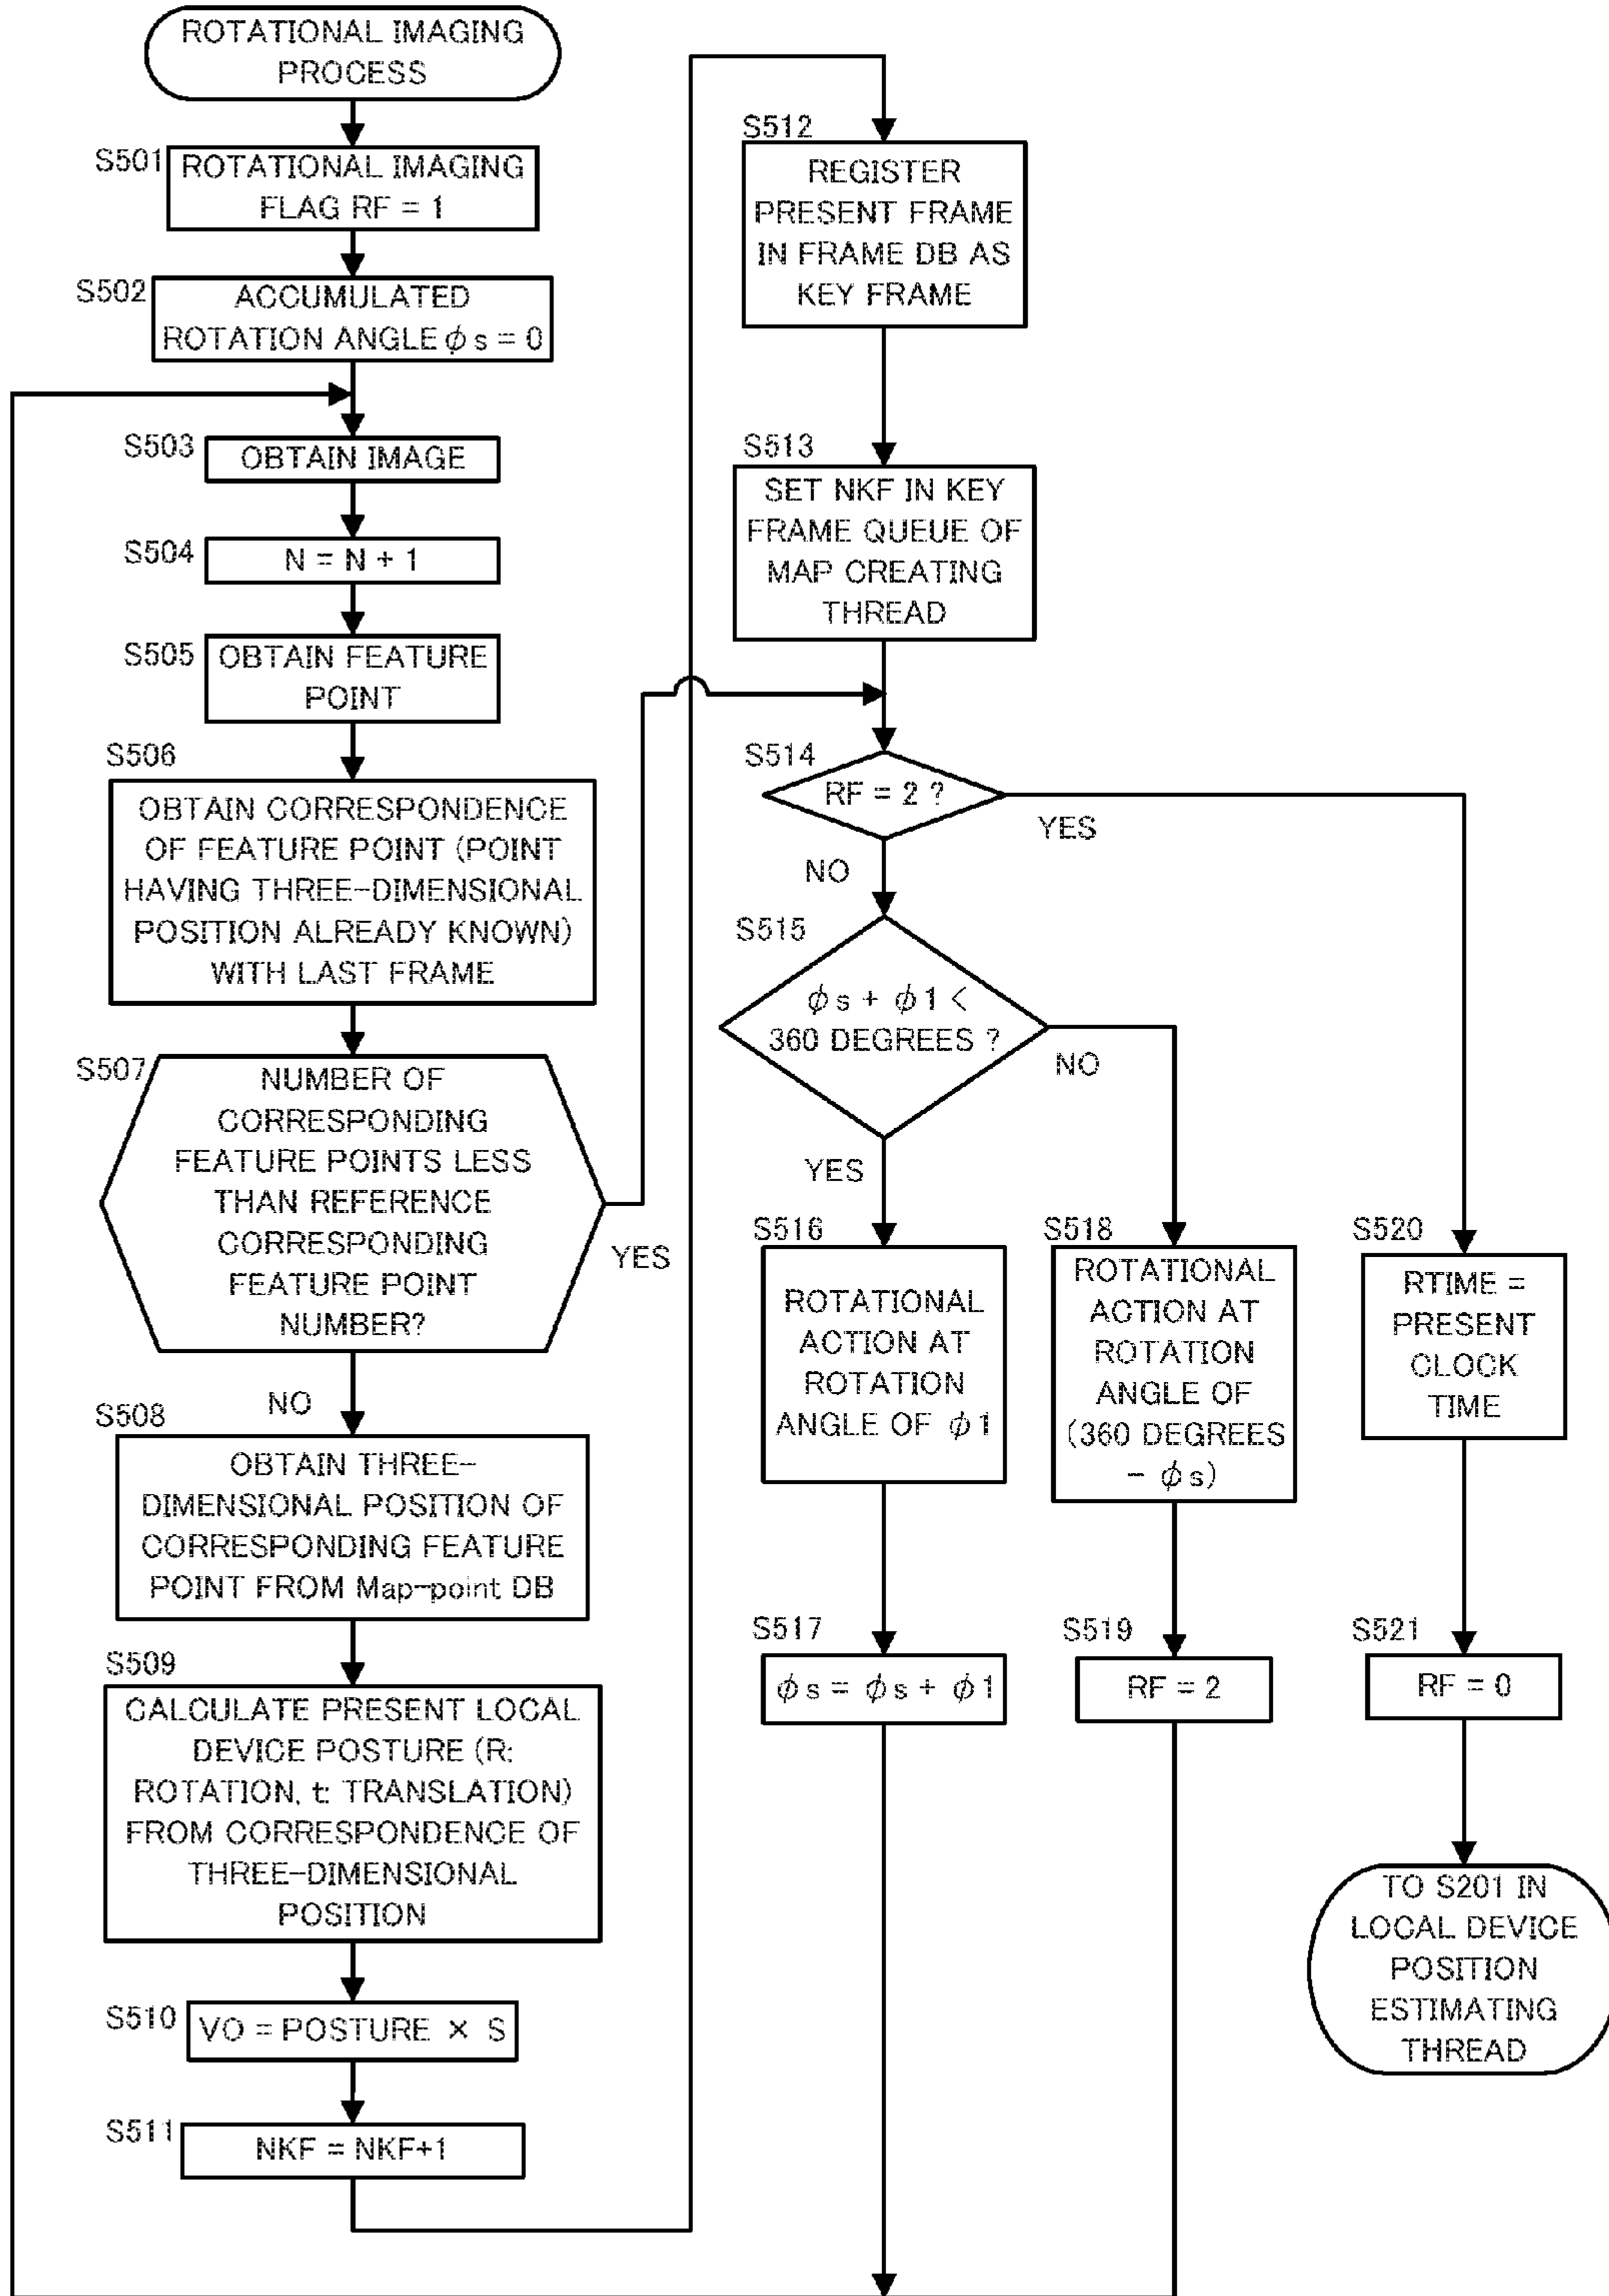 ROTATIONAL IMAGING
PROCESS
S501
ROTATIONAL IMAGING
FLAG RF = 1
S502
ACCUMULATED
ROTATION ANGLE ϕs = 0
S503
OBTAIN IMAGE
S504
N = N + 1
S505
OBTAIN FEATURE
POINT
S506
OBTAIN CORRESPONDENCE
OF FEATURE POINT (POINT
HAVING THREE-DIMENSIONAL
POSITION ALREADY KNOWN)
WITH LAST FRAME
S507
NUMBER OF
CORRESPONDING
FEATURE POINTS LESS
THAN REFERENCE
CORRESPONDING
FEATURE POINT
NUMBER?
YES
NO
S508
OBTAIN THREE-
DIMENSIONAL POSITION OF
CORRESPONDING FEATURE
POINT FROM Map-point DB
S509
CALCULATE PRESENT LOCAL
DEVICE POSTURE (R:
ROTATION, t: TRANSLATION)
FROM CORRESPONDENCE OF
THREE-DIMENSIONAL
POSITION
S510
VO = POSTURE × S
S511
NKF = NKF+1
S512
REGISTER
PRESENT FRAME
IN FRAME DB AS
KEY FRAME
S513
SET NKF IN KEY
FRAME QUEUE OF
MAP CREATING
THREAD
S514
RF = 2 ?
YES
NO
S515
ϕs + ϕ1 <
360 DEGREES ?
NO
YES
S516
ROTATIONAL
ACTION AT
ROTATION
ANGLE OF ϕ1
S517
ϕs = ϕs + ϕ1
S518
ROTATIONAL
ACTION AT
ROTATION
ANGLE OF
(360 DEGREES
- ϕs)
S519
RF = 2
S520
RTIME =
PRESENT
CLOCK
TIME
S521
RF = 0
TO S201 IN
LOCAL DEVICE
POSITION
ESTIMATING
THREAD